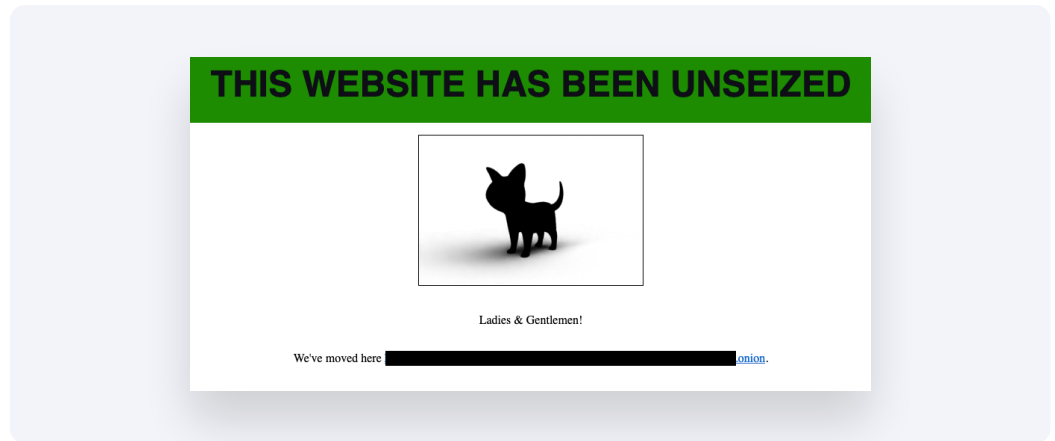 THIS WEBSITE HAS BEEN UNSEIZED
Ladies & Gentlemen!
We've moved here .onion.